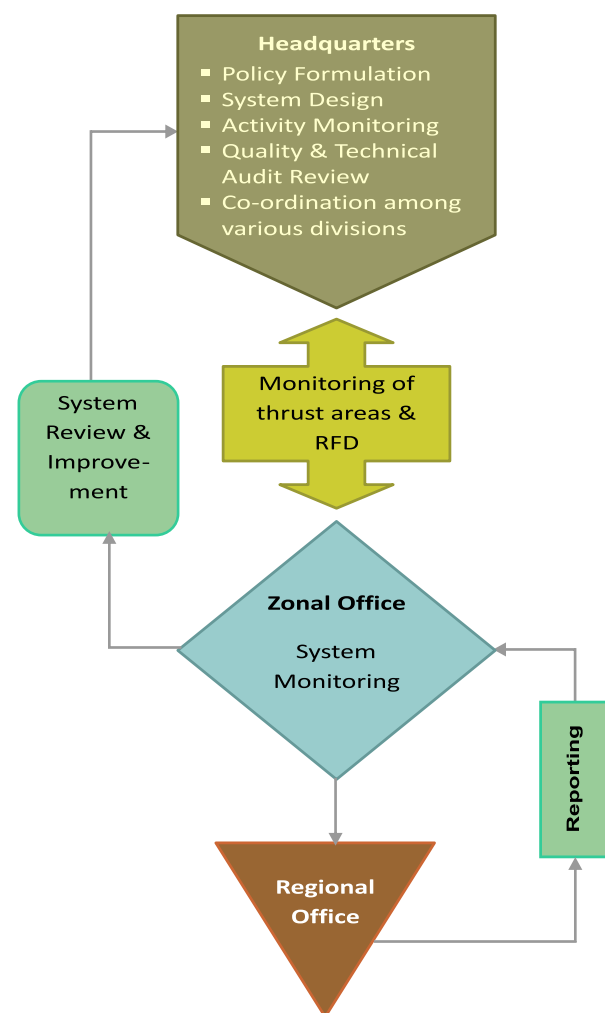 Headquarters
▪ Policy Formulation
▪ System Design
▪ Activity Monitoring
▪ Quality & Technical
Audit Review
▪ Co-ordination among
various divisions
Monitoring of
thrust areas &
RFD
System
Review &
Improve-
ment
Zonal Office
System
Monitoring
Reporting
Regional
Office